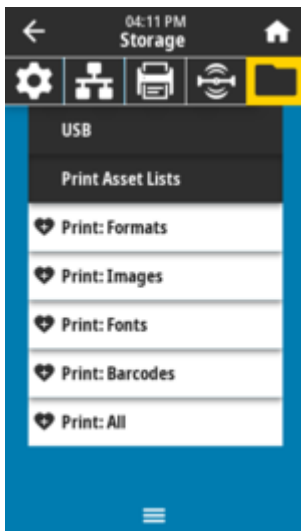 04:11 PM
Storage
USB
Print Asset Lists
Print: Formats
Print: Images
Print: Fonts
Print: Barcodes
Print: All